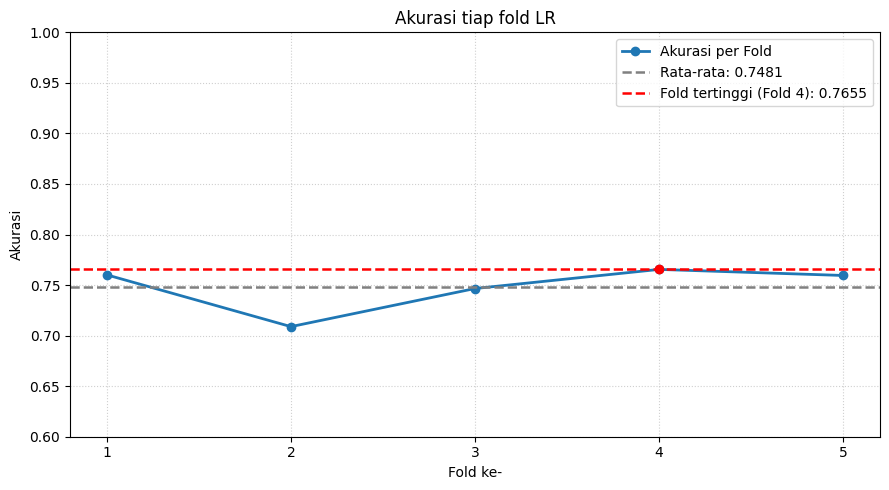 Akurasi tiap fold LR
Akurasi per Fold
Rata-rata: 0.7481
Fold tertinggi (Fold 4): 0.7655
1.00
0.95
0.90
0.85
0.80
0.75
0.70
0.65
0.60
Akurasi
1 2 3 4 5
Fold ke-